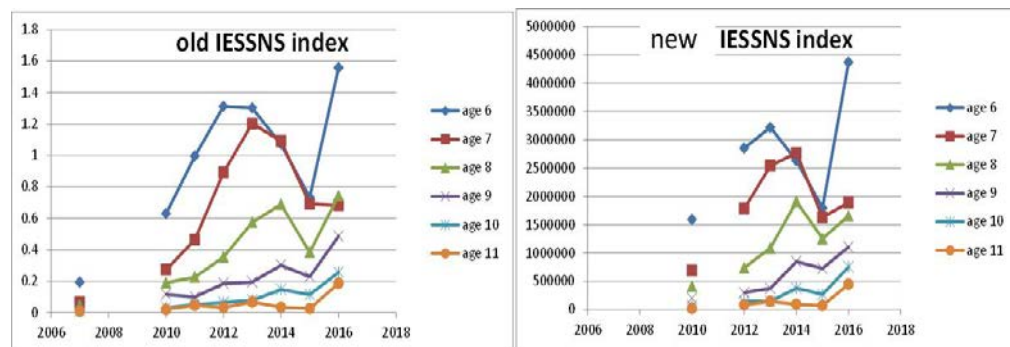 old IESSNS index
1.8
1.6
1.4
1.2
1
0.8
0.6
0.4
0.2
0
2006 2008 2010 2012 2014 2016 2018
age 6
age 7
age 8
age 9
age 10
age 11
new IESSNS index
5000000
4500000
4000000
3500000
3000000
2500000
2000000
1500000
1000000
500000
0
2006 2008 2010 2012 2014 2016 2018
age 6
age 7
age 8
age 9
age 10
age 11